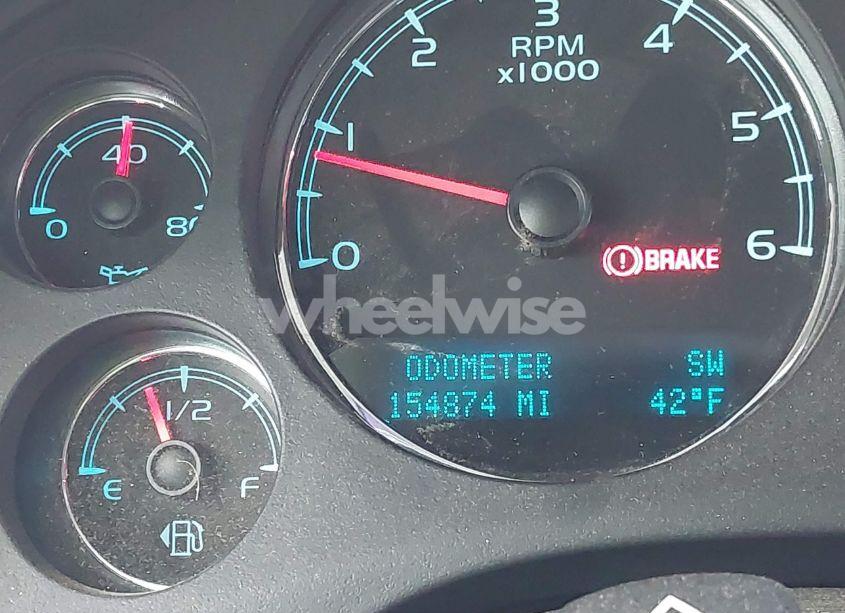 3
2
4
RPM
x1000
1
5
40
0
80
0
6
BRAKE
wheelwise
ODOMETER SW
154874 MI 42°F
1/2
E F